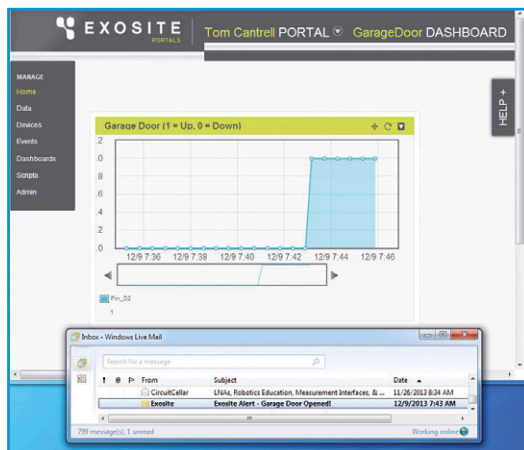 EXOSITE
PORTALS
Tom Cantrell PORTAL GarageDoor DASHBOARD
MANAGE
Home
Data
Devices
Events
Dashboards
Scripts
Admin
HELP +
Garage Door (1 = Up, 0 = Down)
.2
.0
.8
.6
.4
.2
.0
12/9 7:36 12/9 7:38 12/9 7:40 12/9 7:42 12/9 7:44 12/9 7:46
Pin_D2
1
Inbox - Windows Live Mail
Search for a message
From Subject Date
CircuitCellar LNAs, Robotics Education, Measurement Interfaces, & ... 11/26/2013 8:34 AM
Exosite Exosite Alert - Garage Door Opened! 12/9/2013 7:43 AM
799 message(s), 1 unread Working online